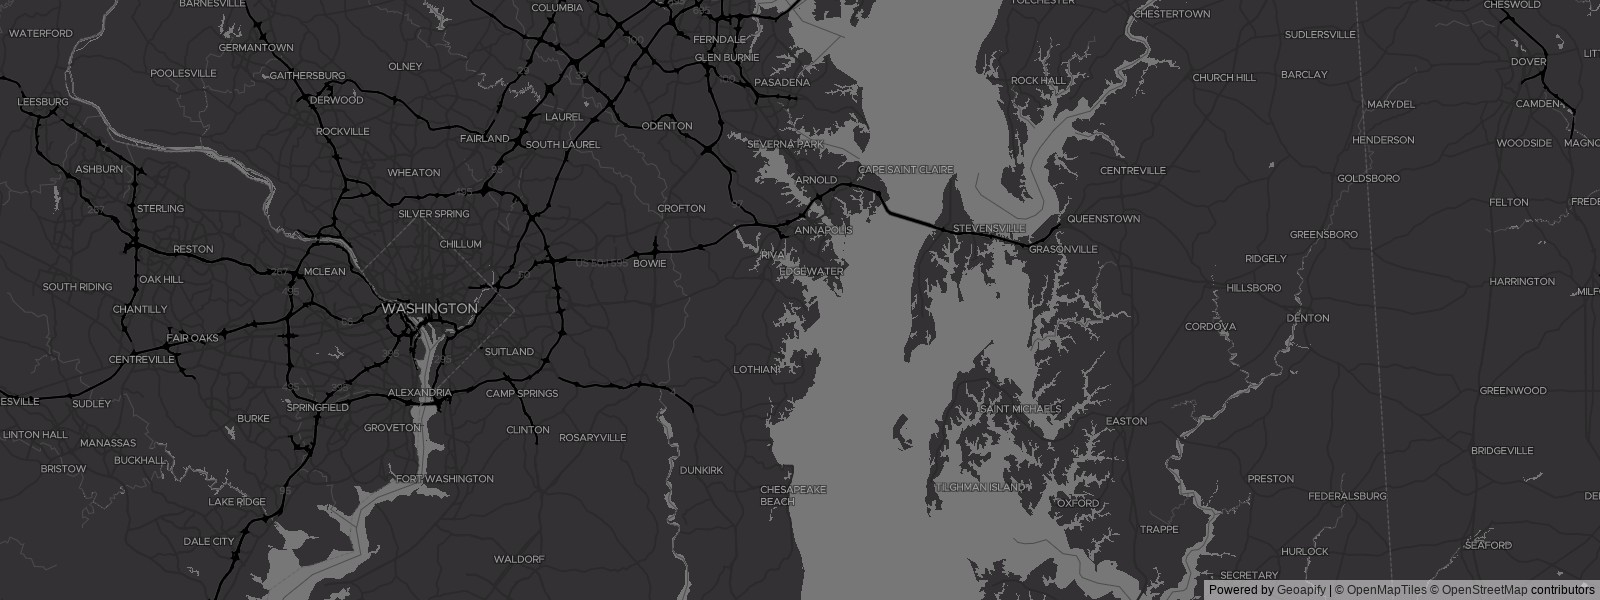 BARNESVILLE
COLUMBIA
CHESTERTOWN
CHESWOLD
WATERFORD
GERMANTOWN
FERNDALE
SUDLERSVILLE
GLEN BURNIE
DOVER
POOLESVILLE
GAITHERSBURG
OLNEY
PASADENA
ROCK HALL
CHURCH HILL
BARCLAY
LEESBURG
DERWOOD
MARYDEL
CAMDEN
LAUREL
ODENTON
ROCKVILLE
FAIRLAND
SOUTH LAUREL
SEVERNA PARK
HENDERSON
WOODSIDE
MAGNO
ASHBURN
WHEATON
CAPE SAINT CLAIRE
CENTREVILLE
ARNOLD
GOLDSBORO
STERLING
SILVER SPRING
CROFTON
FELTON
FREDE
QUEENSTOWN
RESTON
CHILLUM
ANNAPOLIS
STEVENSVILLE
GREENSBORO
MCLEAN
BOWIE
RIVA
GRASONVILLE
RIDGELY
OAK HILL
EDGEWATER
SOUTH RIDING
HILLSBORO
HARRINGTON
MILF
CHANTILLY
WASHINGTON
DENTON
FAIR OAKS
CORDOVA
CENTREVILLE
SUITLAND
LOTHIAN
ESVILLE
SUDLEY
ALEXANDRIA
CAMP SPRINGS
GREENWOOD
SPRINGFIELD
SAINT MICHAELS
BURKE
GROVETON
CLINTON
ROSARYVILLE
EASTON
LINTON HALL
MANASSAS
BRIDGEVILLE
BUCKHALL
BRISTOW
FORT WASHINGTON
DUNKIRK
PRESTON
LAKE RIDGE
CHESAPEAKE
BEACH
TILGHMAN ISLAND
OXFORD
FEDERALSBURG
TRAPPE
DALE CITY
WALDORF
HURLOCK
SEAFORD
SECRETARY
Powered by Geoapify | © OpenMapTiles © OpenStreetMap contributors